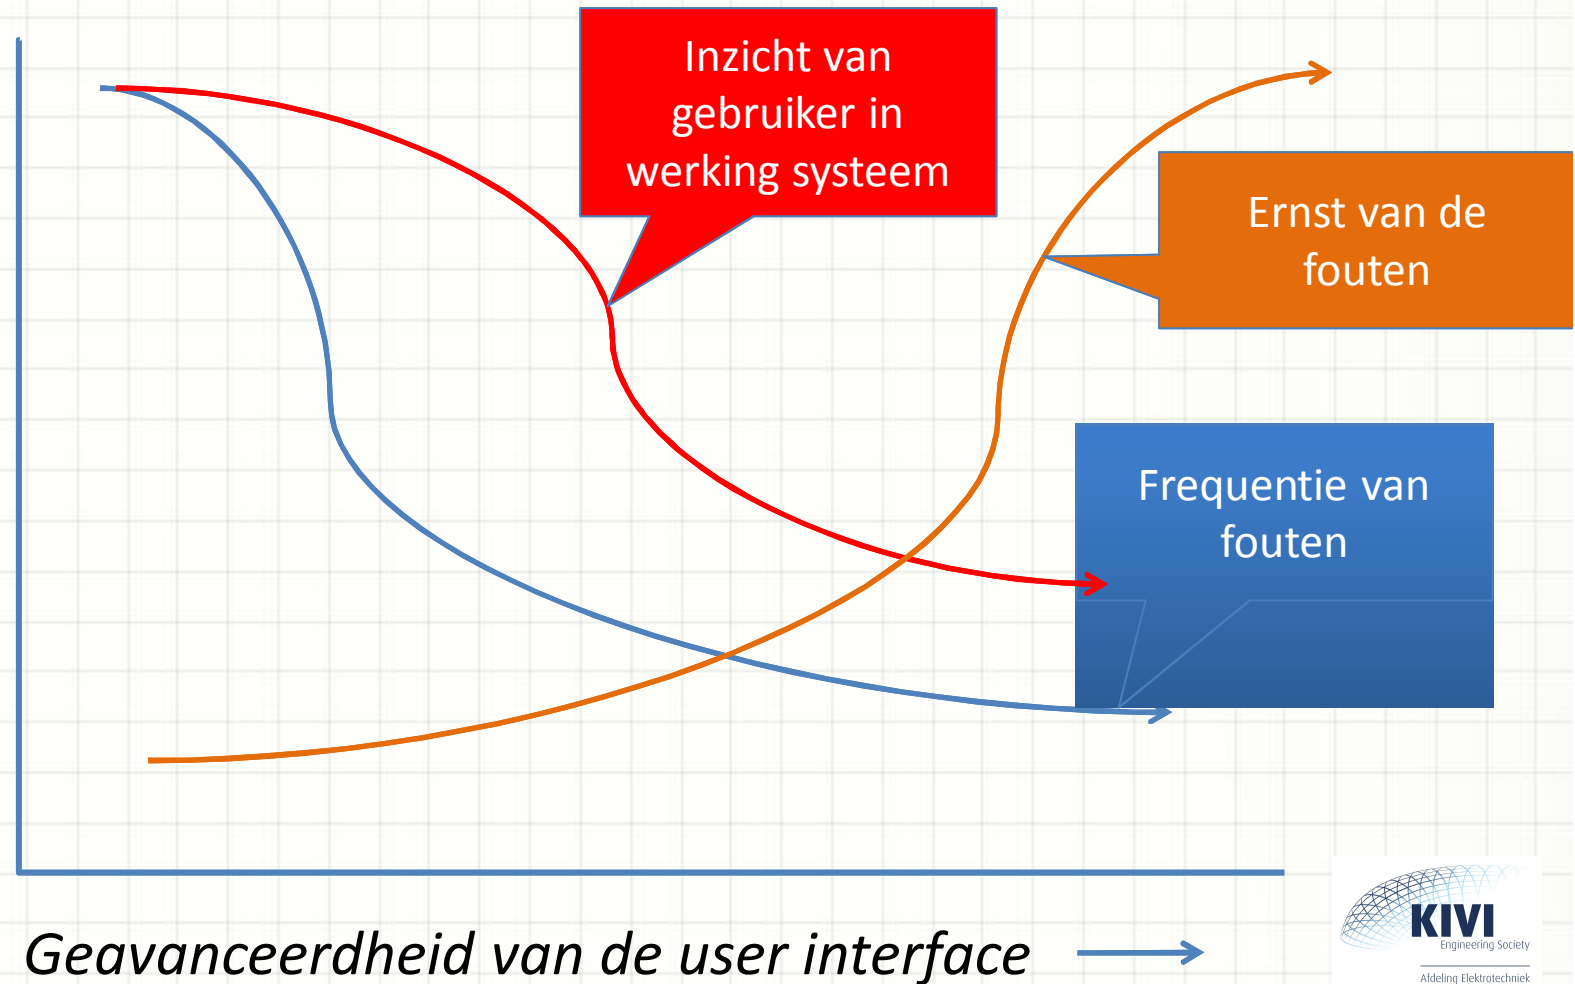 Inzicht van
gebruiker in
werking systeem
Ernst van de
fouten
Frequentie van
fouten
Geavanceerdheid van de user interface
KIVI
Engineering Society
Afdeling Elektrotechniek